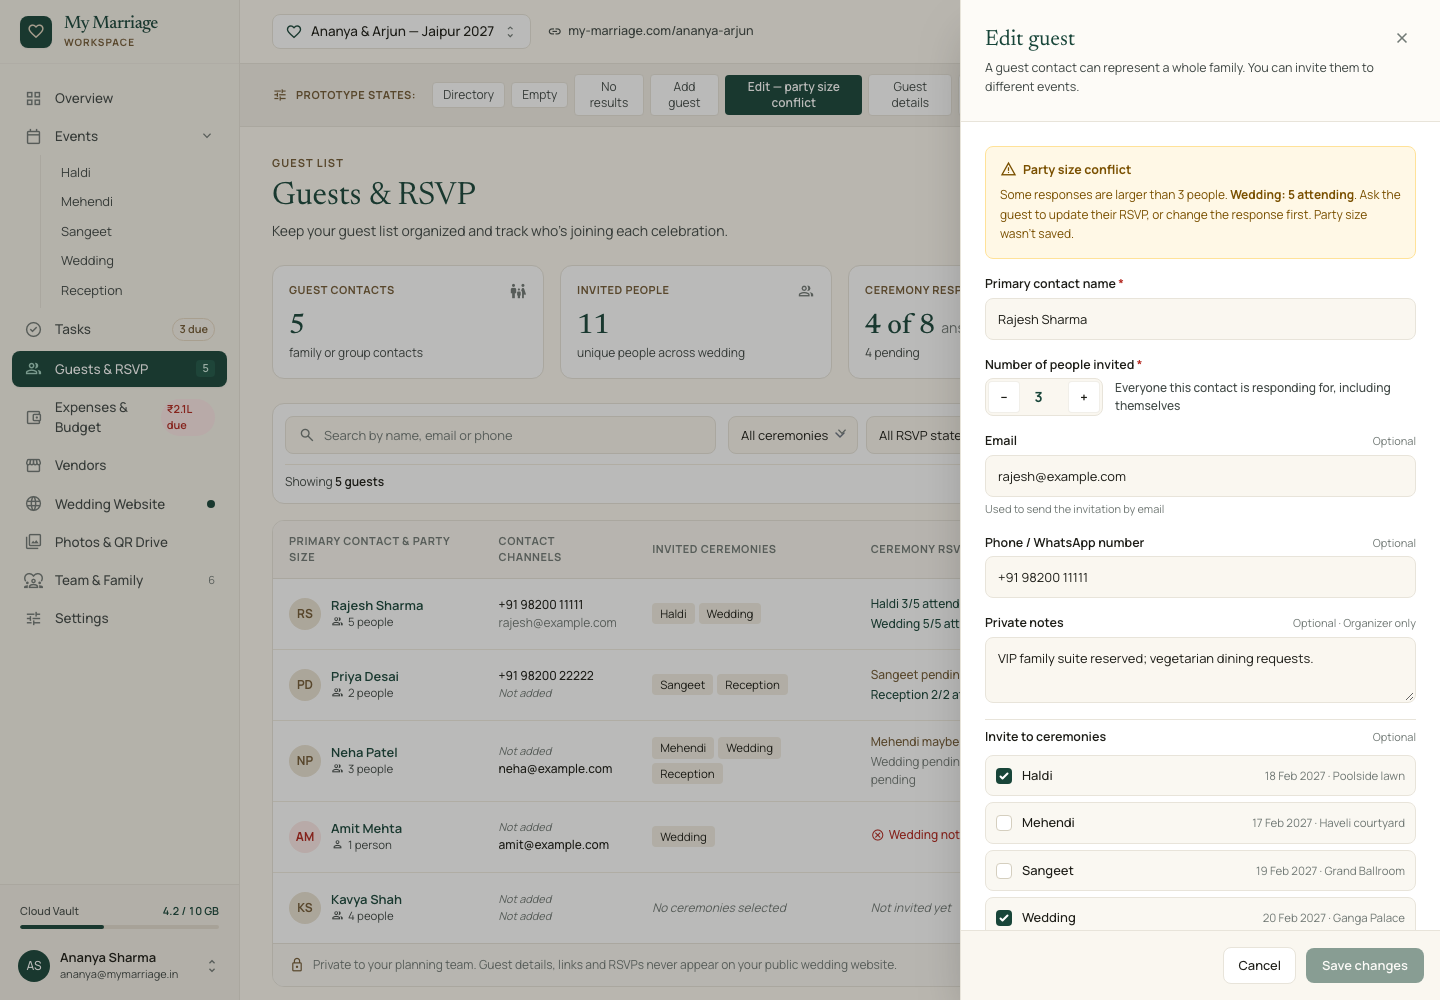 My Marriage
WORKSPACE
Overview
Events
Haldi
Mehendi
Sangeet
Wedding
Reception
Tasks
3 due
Guests & RSVP
5
Expenses &
Budget
₹2.1L
due
Vendors
Wedding Website
Photos & QR Drive
Team & Family
6
Settings
Cloud Vault
4.2 / 10 GB
AS
Ananya Sharma
ananya@mymarriage.in
Ananya & Arjun — Jaipur 2027
my-marriage.com/ananya-arjun
PROTOTYPE STATES:
Directory
Empty
No
results
Add
guest
Edit — party size
conflict
Guest
details
GUEST LIST
Guests & RSVP
Keep your guest list organized and track who's joining each celebration.
GUEST CONTACTS
5
family or group contacts
INVITED PEOPLE
11
unique people across wedding
CEREMONY RESP
4 of 8 ans
4 pending
Search by name, email or phone
All ceremonies
All RSVP state
Showing 5 guests
PRIMARY CONTACT & PARTY
SIZE
CONTACT
CHANNELS
INVITED CEREMONIES
CEREMONY RSV
RS
Rajesh Sharma
5 people
+91 98200 11111
rajesh@example.com
Haldi
Wedding
Haldi 3/5 attend
Wedding 5/5 att
PD
Priya Desai
2 people
+91 98200 22222
Not added
Sangeet
Reception
Sangeet pendin
Reception 2/2 a
NP
Neha Patel
3 people
Not added
neha@example.com
Mehendi
Wedding
Reception
Mehendi maybe
Wedding pendin
pending
AM
Amit Mehta
1 person
Not added
amit@example.com
Wedding
Wedding not
KS
Kavya Shah
4 people
Not added
Not added
No ceremonies selected
Not invited yet
Private to your planning team. Guest details, links and RSVPs never appear on your public wedding website.
Edit guest
A guest contact can represent a whole family. You can invite them to
different events.
Party size conflict
Some responses are larger than 3 people. Wedding: 5 attending. Ask the
guest to update their RSVP, or change the response first. Party size
wasn't saved.
Primary contact name *
Rajesh Sharma
Number of people invited *
− 3 +
Everyone this contact is responding for, including
themselves
Email
Optional
rajesh@example.com
Used to send the invitation by email
Phone / WhatsApp number
Optional
+91 98200 11111
Private notes
Optional · Organizer only
VIP family suite reserved; vegetarian dining requests.
Invite to ceremonies
Optional
Haldi
18 Feb 2027 · Poolside lawn
Mehendi
17 Feb 2027 · Haveli courtyard
Sangeet
19 Feb 2027 · Grand Ballroom
Wedding
20 Feb 2027 · Ganga Palace
Cancel
Save changes